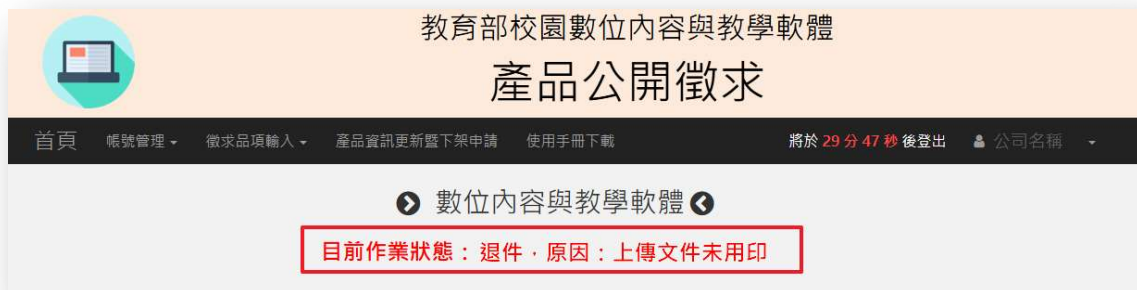 教育部校園數位內容與教學軟體
產品公開徵求
首頁 帳號管理 徵求品項輸入 產品資訊更新暨下架申請 使用手冊下載 將於 29 分 47 秒 後登出 公司名稱
數位內容與教學軟體
目前作業狀態：退件，原因：上傳文件未用印